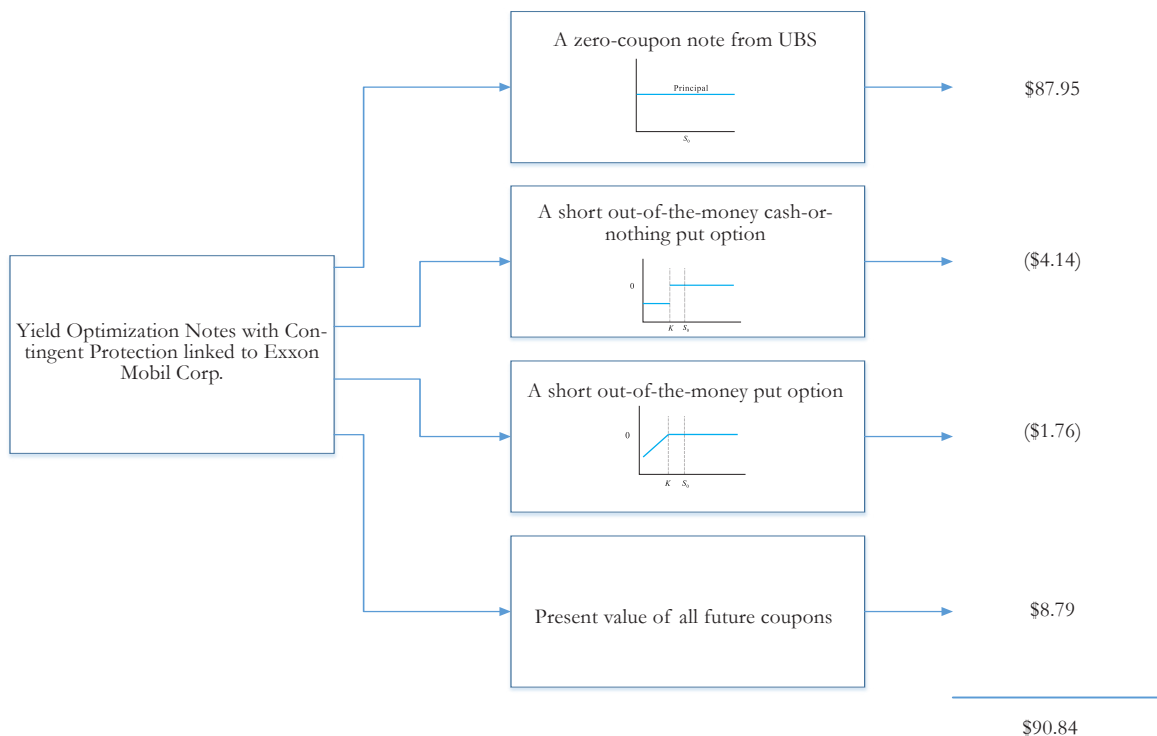 A zero-coupon note from UBS
Principal
S₀
$87.95
A short out-of-the-money cash-or-
nothing put option
0
K S₀
($4.14)
Yield Optimization Notes with Con-
tingent Protection linked to Exxon
Mobil Corp.
A short out-of-the-money put option
0
K S₀
($1.76)
Present value of all future coupons
$8.79
$90.84